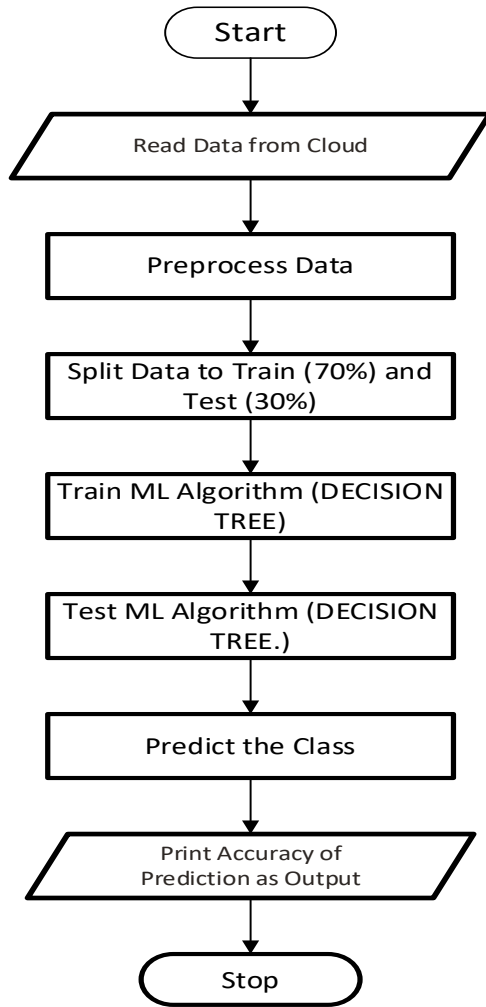 Start
Read Data from Cloud
Preprocess Data
Split Data to Train (70%) and
Test (30%)
Train ML Algorithm (DECISION
TREE)
Test ML Algorithm (DECISION
TREE.)
Predict the Class
Print Accuracy of
Prediction as Output
Stop